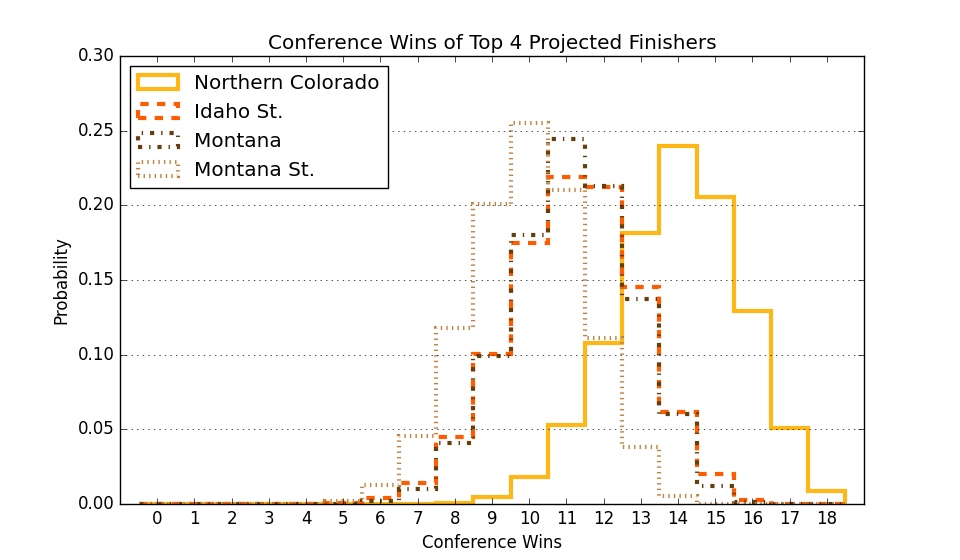 Conference Wins of Top 4 Projected Finishers
Northern Colorado
Idaho St.
Montana
Montana St.
0.30
0.25
0.20
0.15
0.10
0.05
0.00
Probability
0 1 2 3 4 5 6 7 8 9 10 11 12 13 14 15 16 17 18
Conference Wins